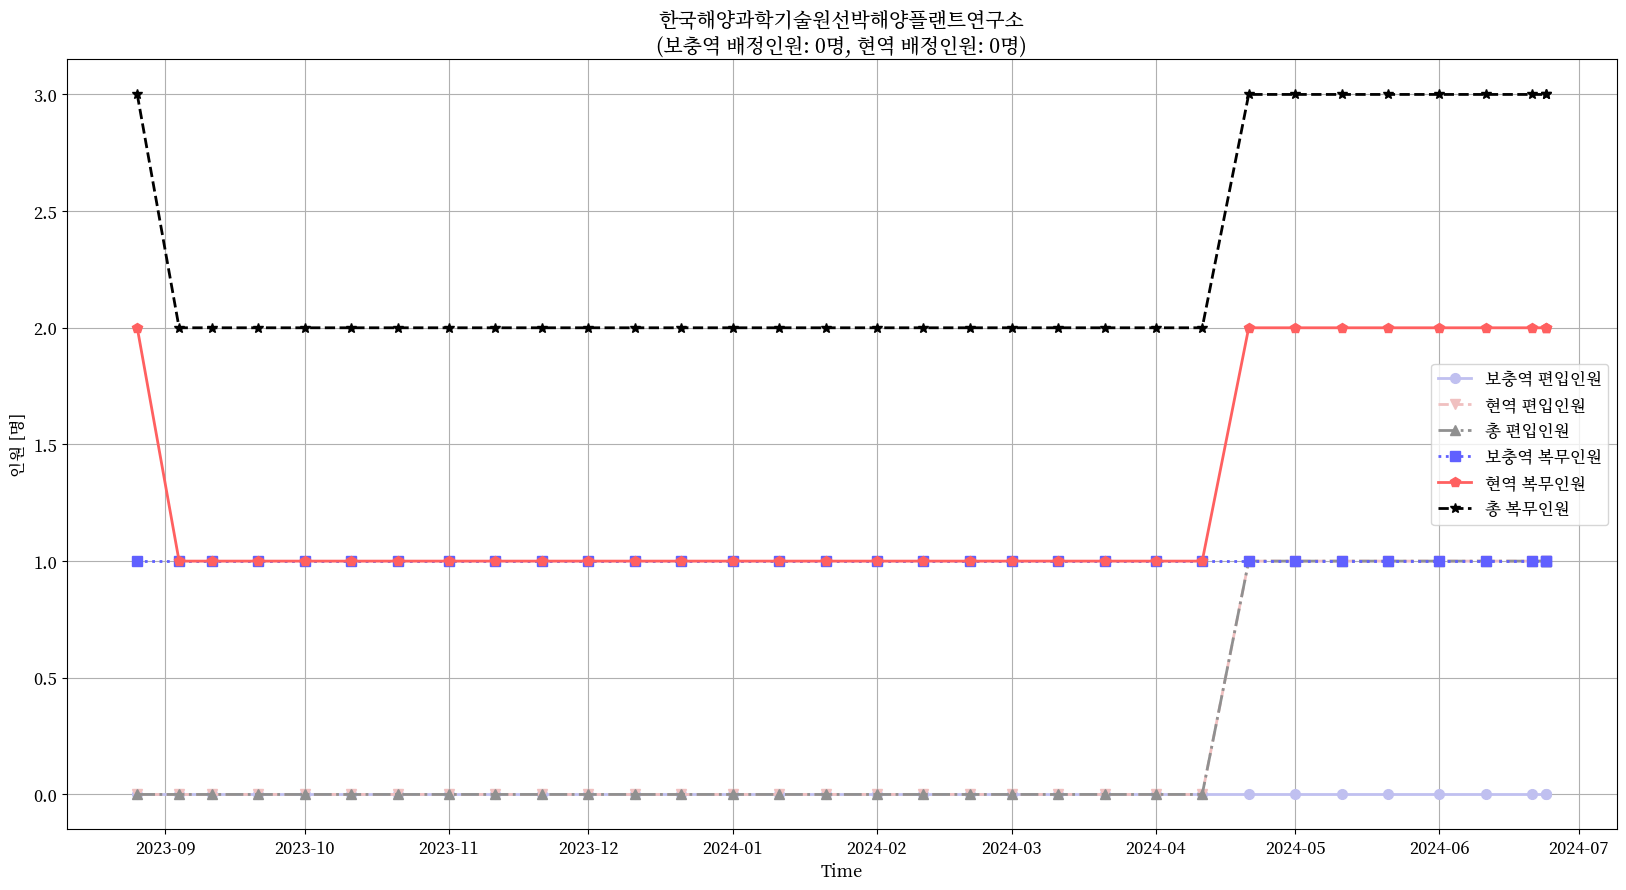 한국해양과학기술원선박해양플랜트연구소
(보충역 배정인원: 0명, 현역 배정인원: 0명)
인원 [명]
3.0
2.5
2.0
1.5
1.0
0.5
0.0
보충역 편입인원
현역 편입인원
총 편입인원
보충역 복무인원
현역 복무인원
총 복무인원
2023-09
2023-10
2023-11
2023-12
2024-01
2024-02
2024-03
2024-04
2024-05
2024-06
2024-07
Time